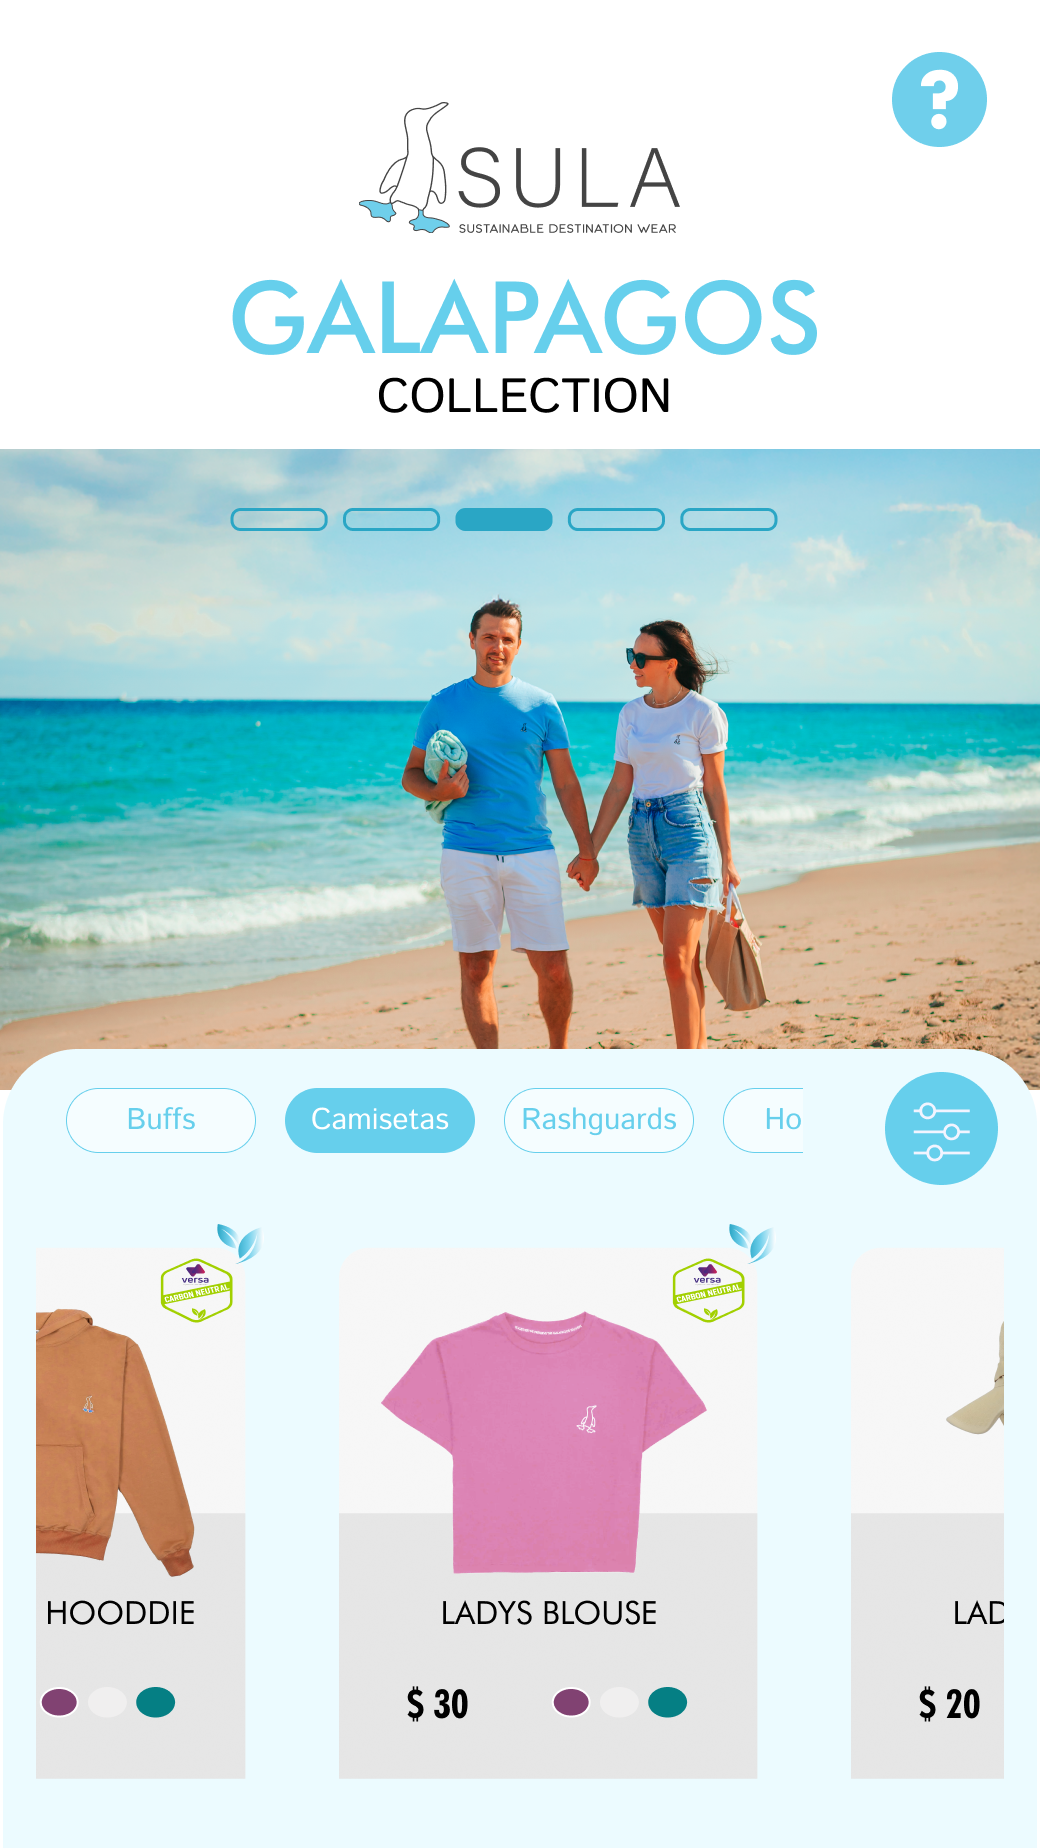 ?
SULA
SUSTAINABLE DESTINATION WEAR
GALAPAGOS
COLLECTION
Buffs
Camisetas
Rashguards
Ho
versa
CARBON NEUTRAL
versa
CARBON NEUTRAL
HOODDIE
LADYS BLOUSE
LAD
$ 30
$ 20